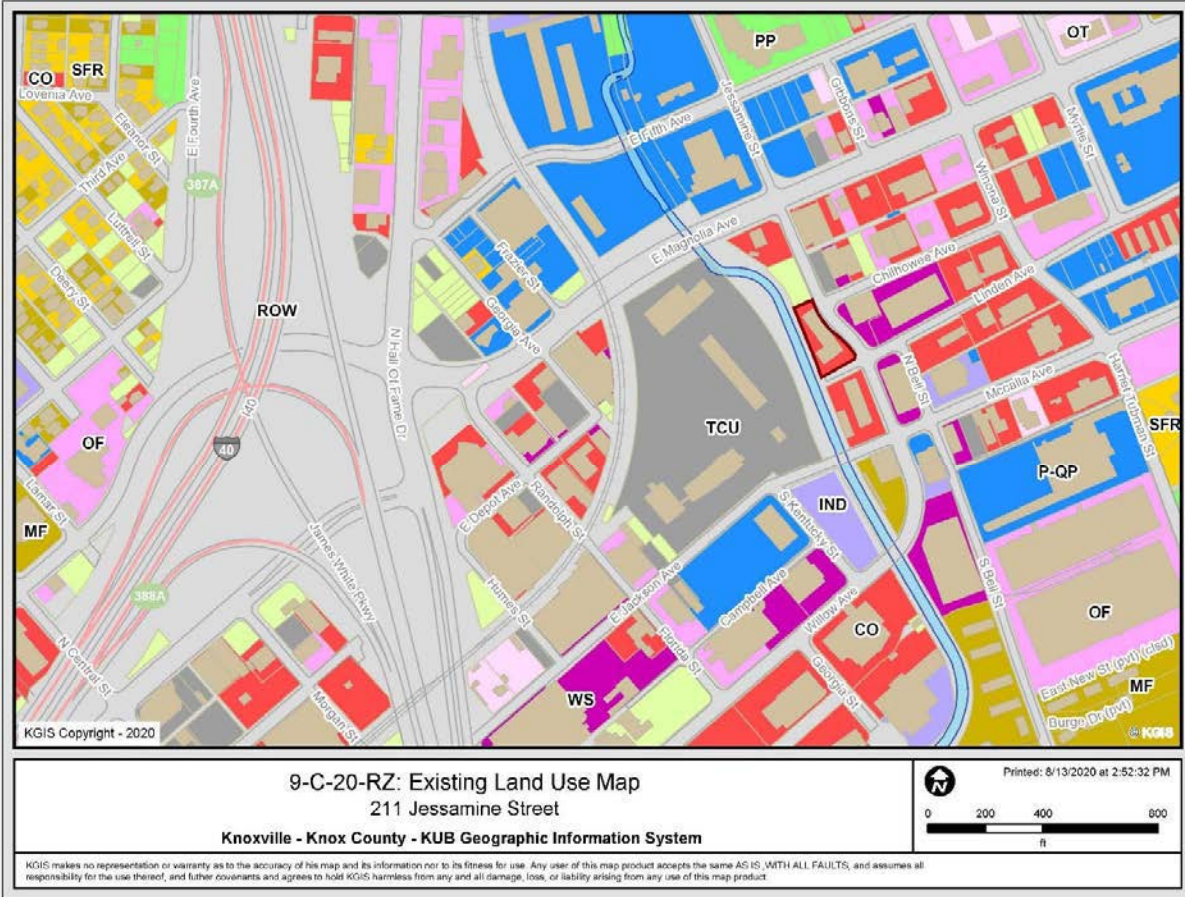 PP
OT
CO
SFR
Lovenia Ave
Eleanor St
E Fourth Ave
Third Ave
387A
Luttrell St
Deery St
Jessamine St
Gibbons St
Myrtle St
E Fifth Ave
Winona St
Frazier St
E Magnolia Ave
Chilhowee Ave
Linden Ave
ROW
Georgia Ave
N Hall Of Fame Dr
I40
40
N Bell St
Mccalla Ave
Harriet Tubman St
SFR
OF
TCU
P-QP
Lamar St
MF
E Depot Ave
Randolph St
IND
S Kentucky St
James White Pkwy
388A
Humes St
E Jackson Ave
Campbell Ave
Willow Ave
S Bell St
OF
CO
N Central St
Florida St
Georgia St
East New St (pvt) (clsd)
MF
WS
Morgan St
Burge Dr (pvt)
KGIS Copyright - 2020
© KGIS
9-C-20-RZ: Existing Land Use Map
211 Jessamine Street
Knoxville - Knox County - KUB Geographic Information System
N
Printed: 8/13/2020 at 2:52:32 PM
0 200 400 800
ft
KGIS makes no representation or warranty as to the accuracy of his map and its information nor to its fitness for use. Any user of this map product accepts the same AS IS ,WITH ALL FAULTS, and assumes all
responsibility for the use thereof, and futher covenants and agrees to hold KGIS harmless from any and all damage, loss, or liability arising from any use of this map product.